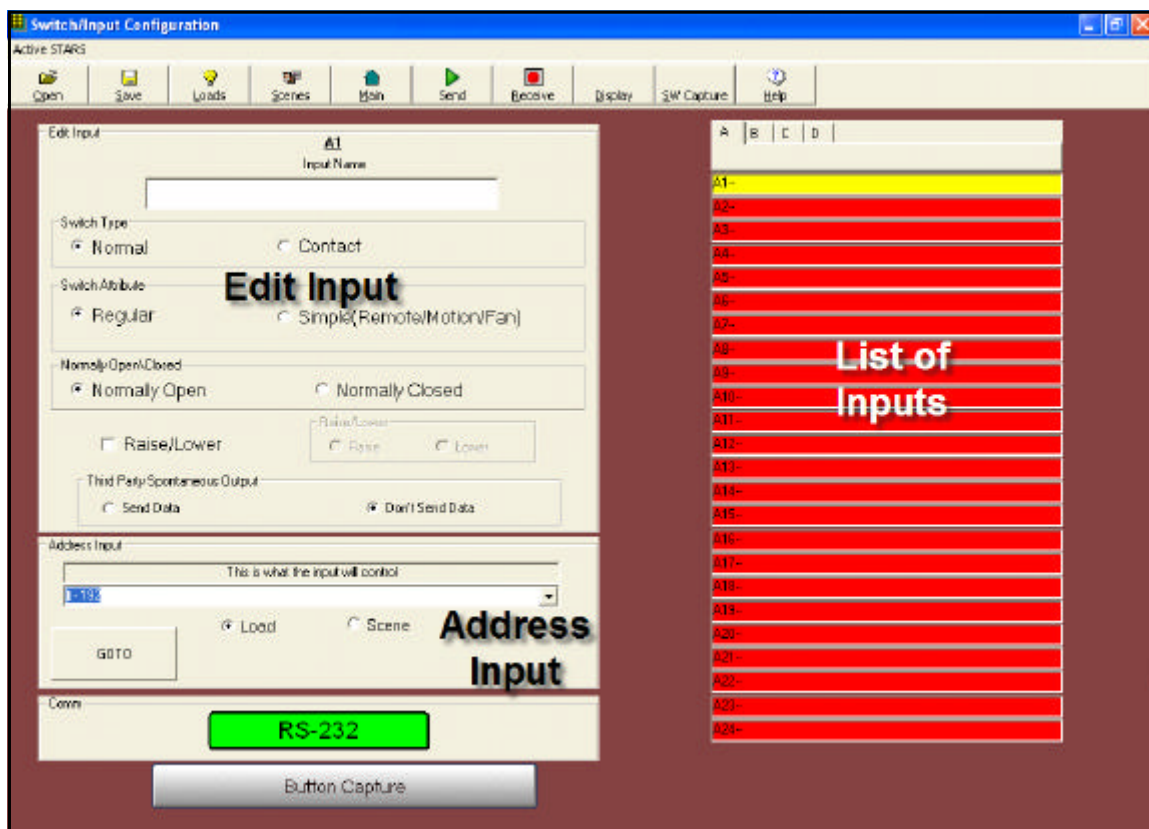 Switch/Input Configuration
Active STARS
Open Save Loads Scenes Main Send Receive Display SW Capture Help
Edit Input
A1
Input Name
Switch Type
Normal Contact
Switch Attribute
Edit Input
Regular Simple(Remote/Motion/Fan)
Normally Open\Closed
Normally Open Normally Closed
Raise/Lower
Raise/Lower Raise Lower
Third Party Spontaneous Output
Send Data Don't Send Data
Address Input
This is what the input will control
1-192
Load Scene
GOTO
Address
Input
Comm
RS-232
Button Capture
A B C D
A1-
A2-
A3-
A4-
A5-
A6-
A7-
A8-
List of
A9-
A10-
Inputs
A11-
A12-
A13-
A14-
A15-
A16-
A17-
A18-
A19-
A20-
A21-
A22-
A23-
A24-